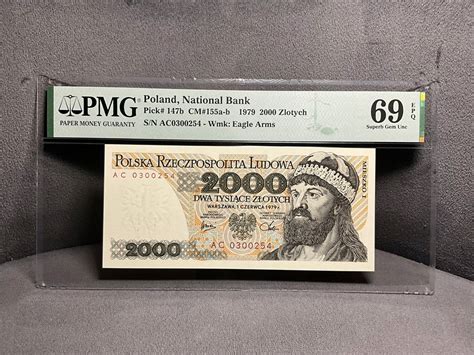 PMG
PAPER MONEY GUARANTY
Poland, National Bank
Pick# 147b CM#155a-b 1979 2000 Złotych
S/N AC0300254 - Wmk: Eagle Arms
69
EPQ
Superb Gem Unc
POLSKA RZECZPOSPOLITA LUDOWA
AC 0300254
2000
DWA TYSIĄCE ZŁOTYCH
WARSZAWA, 1 CZERWCA 1979 r.
MIESZKO I
2000
AC 0300254